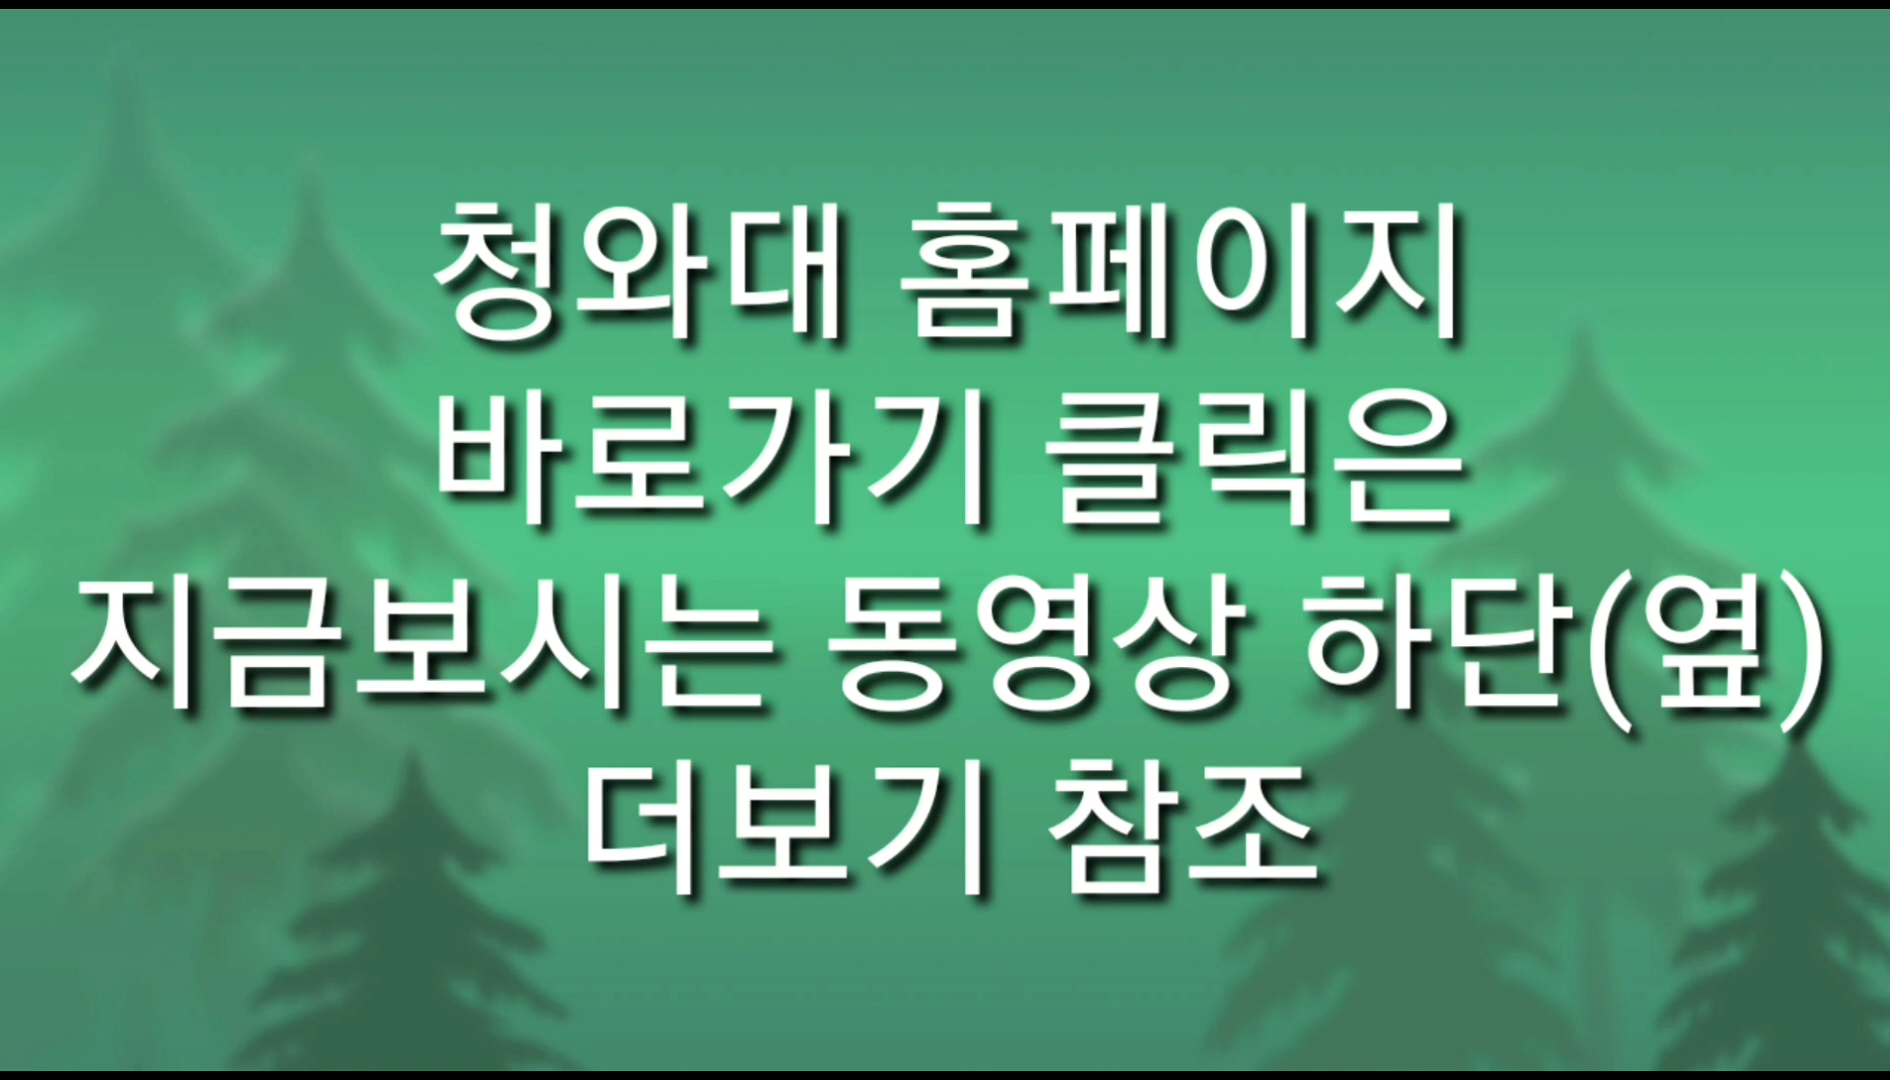 청와대 홈페이지
바로가기 클릭은
지금보시는 동영상 하단(옆)
더보기 참조